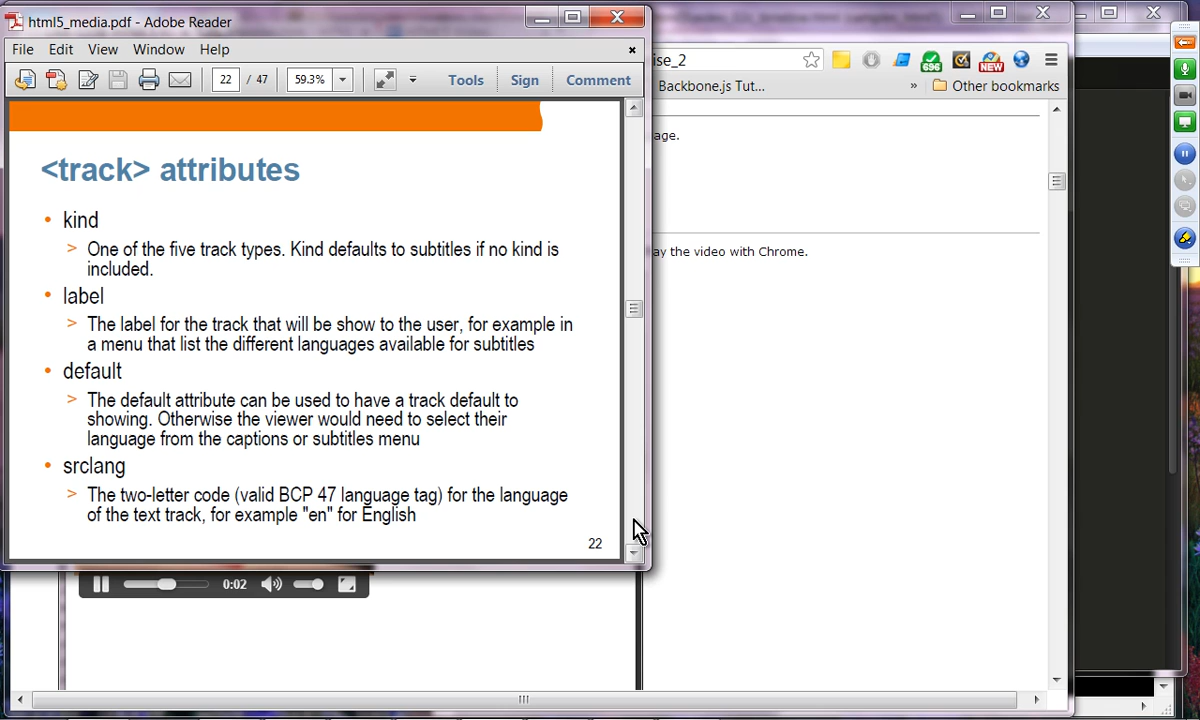 html5_media.pdf - Adobe Reader
File Edit View Window Help
22 / 47 59.3% Tools Sign Comment
<track> attributes
• kind
> One of the five track types. Kind defaults to subtitles if no kind is
included.
• label
> The label for the track that will be show to the user, for example in
a menu that list the different languages available for subtitles
• default
> The default attribute can be used to have a track default to
showing. Otherwise the viewer would need to select their
language from the captions or subtitles menu
• srclang
> The two-letter code (valid BCP 47 language tag) for the language
of the text track, for example "en" for English
22
0:02
ise_2
696
NEW
Backbone.js Tut...
» Other bookmarks
age.
ay the video with Chrome.